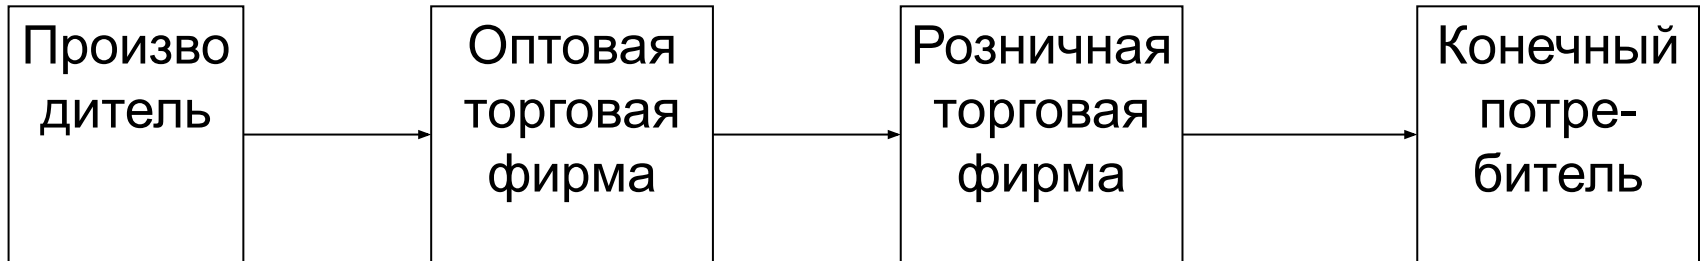 Произво
дитель
Оптовая
торговая
фирма
Розничная
торговая
фирма
Конечный
потре-
битель